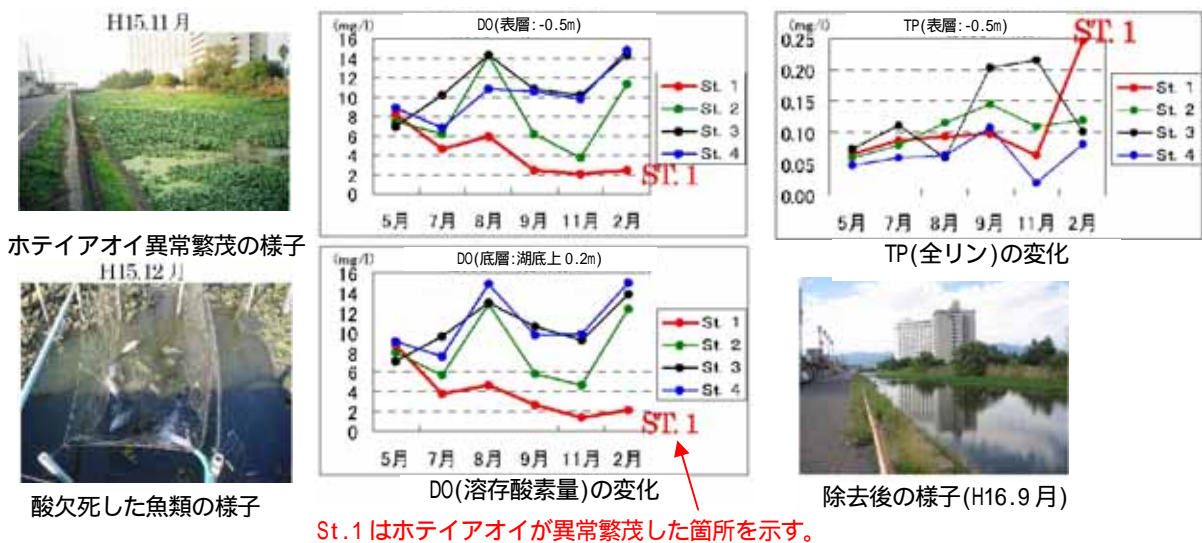 H15.11月
ホテイアオイ異常繁茂の様子
H15.12月
酸欠死した魚類の様子
DO(表層:-0.5m)
(mg/l)
16
14
12
10
8
6
4
2
0
5月 7月 8月 9月 11月 2月
St. 1
St. 2
St. 3
St. 4
ST.1
DO(底層:湖底上0.2m)
(mg/l)
16
14
12
10
8
6
4
2
0
5月 7月 8月 9月 11月 2月
St. 1
St. 2
St. 3
St. 4
ST.1
DO(溶存酸素量)の変化
St.1はホテイアオイが異常繁茂した箇所を示す。
TP(表層:-0.5m)
(mg/l)
0.25
0.20
0.15
0.10
0.05
0.00
5月 7月 8月 9月 11月 2月
ST. 1
St. 1
St. 2
St. 3
St. 4
TP(全リン)の変化
除去後の様子(H16.9月)